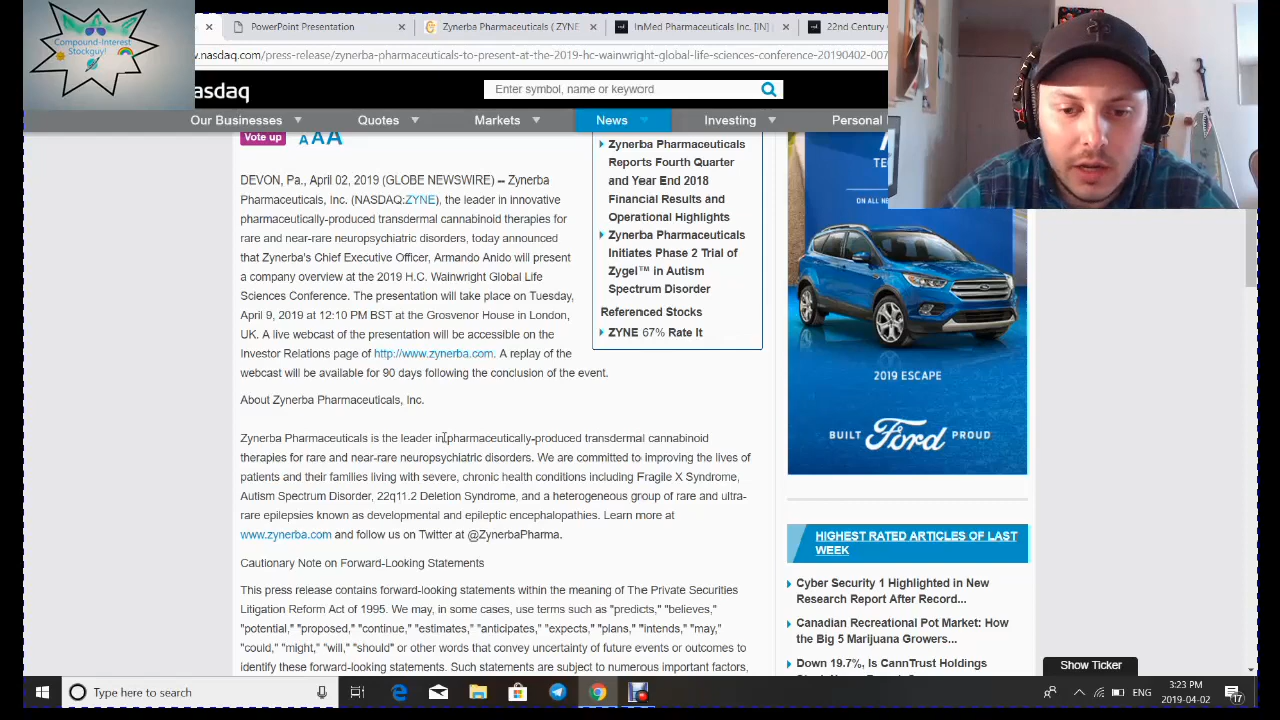 Compound-Interest
Stockguy!
PowerPoint Presentation
Zynerba Pharmaceuticals ( ZYNE
InMed Pharmaceuticals Inc. [IN]
22nd Century
.nasdaq.com/press-release/zynerba-pharmaceuticals-to-present-at-the-2019-hc-wainwright-global-life-sciences-conference-20190402-007
asdaq
Enter symbol, name or keyword
Our Businesses
Quotes
Markets
News
Investing
Personal
Vote up
A A A
DEVON, Pa., April 02, 2019 (GLOBE NEWSWIRE) -- Zynerba
Pharmaceuticals, Inc. (NASDAQ:ZYNE), the leader in innovative
pharmaceutically-produced transdermal cannabinoid therapies for
rare and near-rare neuropsychiatric disorders, today announced
that Zynerba's Chief Executive Officer, Armando Anido will present
a company overview at the 2019 H.C. Wainwright Global Life
Sciences Conference. The presentation will take place on Tuesday,
April 9, 2019 at 12:10 PM BST at the Grosvenor House in London,
UK. A live webcast of the presentation will be accessible on the
Investor Relations page of http://www.zynerba.com. A replay of the
webcast will be available for 90 days following the conclusion of the event.
About Zynerba Pharmaceuticals, Inc.
Zynerba Pharmaceuticals is the leader in pharmaceutically-produced transdermal cannabinoid
therapies for rare and near-rare neuropsychiatric disorders. We are committed to improving the lives of
patients and their families living with severe, chronic health conditions including Fragile X Syndrome,
Autism Spectrum Disorder, 22q11.2 Deletion Syndrome, and a heterogeneous group of rare and ultra-
rare epilepsies known as developmental and epileptic encephalopathies. Learn more at
www.zynerba.com and follow us on Twitter at @ZynerbaPharma.
Cautionary Note on Forward-Looking Statements
This press release contains forward-looking statements within the meaning of The Private Securities
Litigation Reform Act of 1995. We may, in some cases, use terms such as "predicts," "believes,"
"potential," "proposed," "continue," "estimates," "anticipates," "expects," "plans," "intends," "may,"
"could," "might," "will," "should" or other words that convey uncertainty of future events or outcomes to
identify these forward-looking statements. Such statements are subject to numerous important factors,
Zynerba Pharmaceuticals
Reports Fourth Quarter
and Year End 2018
Financial Results and
Operational Highlights
Zynerba Pharmaceuticals
Initiates Phase 2 Trial of
Zygel™ in Autism
Spectrum Disorder
Referenced Stocks
ZYNE 67% Rate It
2019 ESCAPE
BUILT Ford PROUD
HIGHEST RATED ARTICLES OF LAST
WEEK
Cyber Security 1 Highlighted in New
Research Report After Record...
Canadian Recreational Pot Market: How
the Big 5 Marijuana Growers...
Down 19.7%, Is CannTrust Holdings
Show Ticker
Type here to search
ENG
3:23 PM
2019-04-02
17